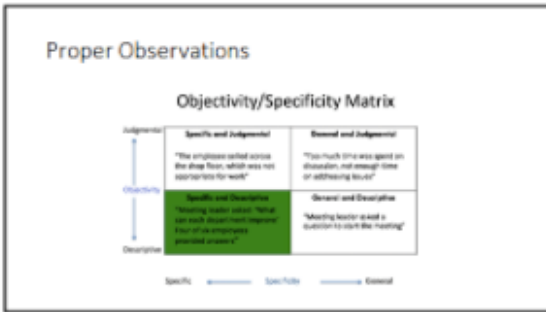 Proper Observations
Objectivity/Specificity Matrix
Judgmental
Specific and Judgmental
General and Judgmental
"The employee yelled across
the shop floor, which was not
appropriate for work"
"Too much time was spent on
discussion, not enough time
on addressing issues"
Objectivity
Specific and Descriptive
General and Descriptive
"Meeting leader asked: 'What
can each department improve'
Four of six employees
provided answers"
"Meeting leader asked a
question to start the meeting"
Descriptive
Specific
Specificity
General